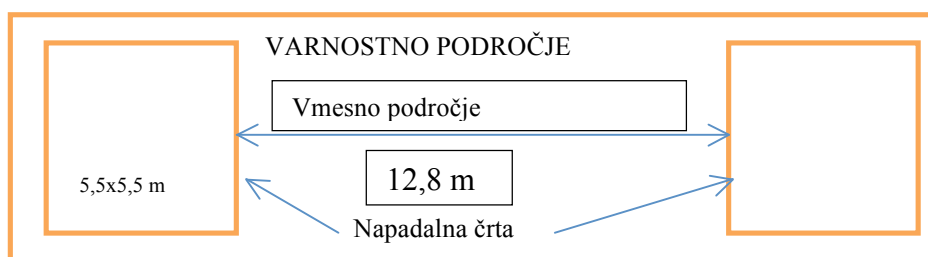 VARNOSTNO PODROČJE
Vmesno področje
5,5x5,5 m
12,8 m
Napadalna črta